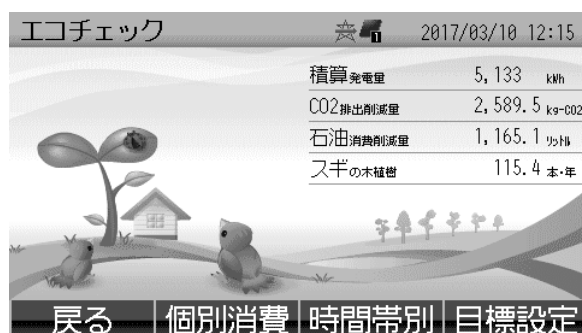 エコチェック 1 2017/03/10 12:15
積算発電量 5,133 kWh
CO2排出削減量 2,589.5 kg-CO2
石油消費削減量 1,165.1 リットル
スギの木植樹 115.4 本・年
戻る 個別消費 時間帯別 目標設定